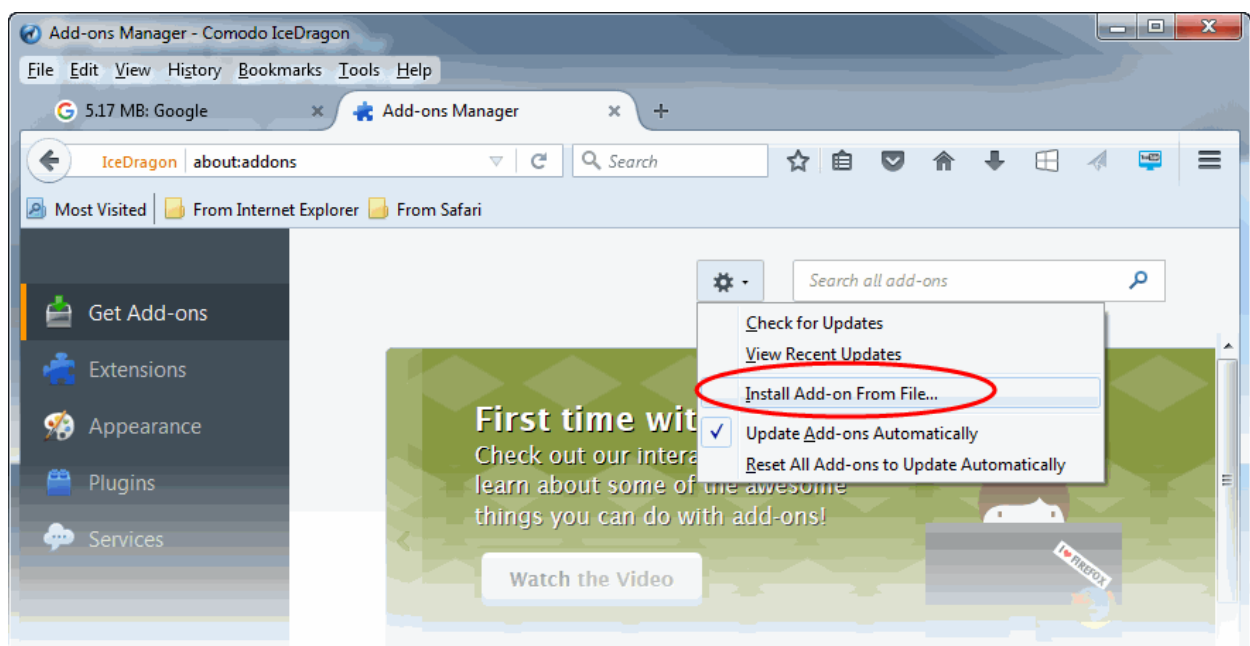 Add-ons Manager - Comodo IceDragon
File Edit View History Bookmarks Tools Help
5.17 MB: Google
Add-ons Manager
IceDragon about:addons
Search
Most Visited From Internet Explorer From Safari
Search all add-ons
Get Add-ons
Extensions
Appearance
Plugins
Services
Check for Updates
View Recent Updates
Install Add-on From File...
Update Add-ons Automatically
Reset All Add-ons to Update Automatically
First time wit
Check out our intera
learn about some of the awesome
things you can do with add-ons!
Watch the Video
I ♥ FIREFOX